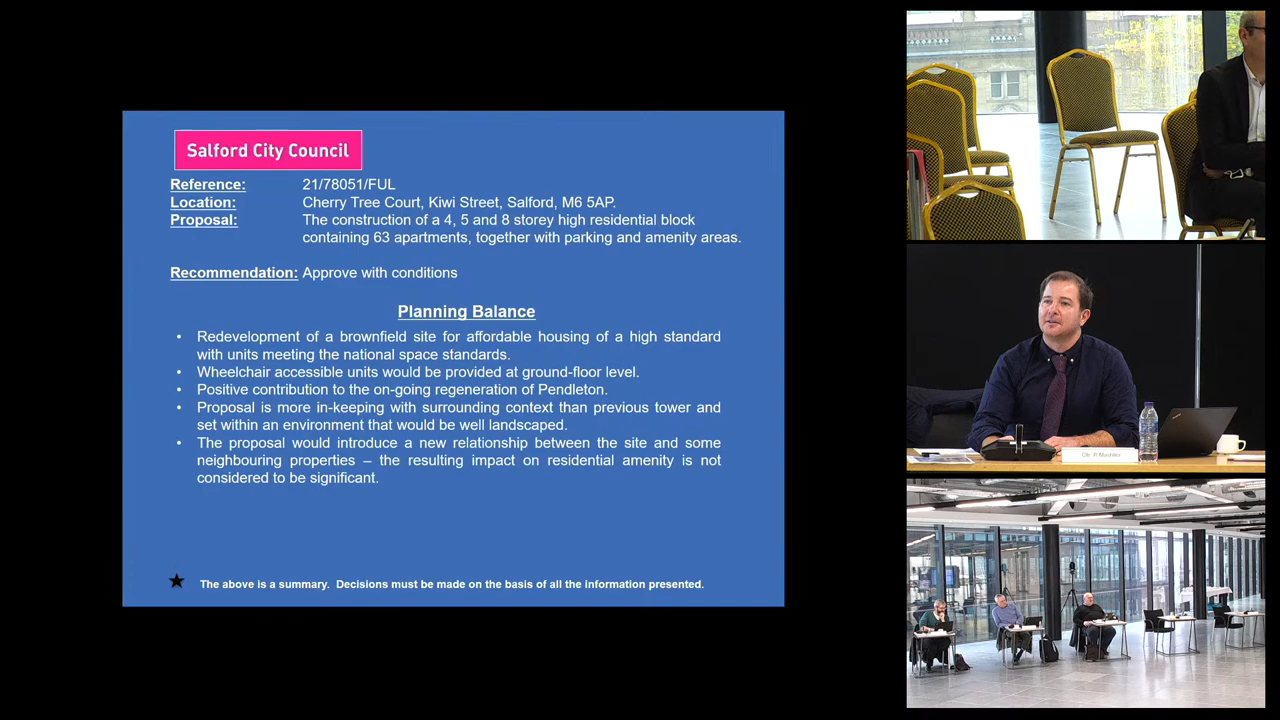 Salford City Council
Reference: 21/78051/FUL
Location: Cherry Tree Court, Kiwi Street, Salford, M6 5AP.
Proposal: The construction of a 4, 5 and 8 storey high residential block
containing 63 apartments, together with parking and amenity areas.
Recommendation: Approve with conditions
Planning Balance
• Redevelopment of a brownfield site for affordable housing of a high standard
with units meeting the national space standards.
• Wheelchair accessible units would be provided at ground-floor level.
• Positive contribution to the on-going regeneration of Pendleton.
• Proposal is more in-keeping with surrounding context than previous tower and
set within an environment that would be well landscaped.
• The proposal would introduce a new relationship between the site and some
neighbouring properties – the resulting impact on residential amenity is not
considered to be significant.
★ The above is a summary. Decisions must be made on the basis of all the information presented.